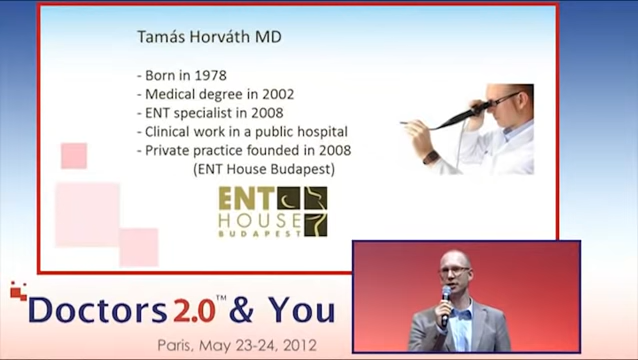 Tamás Horváth MD
- Born in 1978
- Medical degree in 2002
- ENT specialist in 2008
- Clinical work in a public hospital
- Private practice founded in 2008
(ENT House Budapest)
ENT
HOUSE
BUDAPEST
Doctors 2.0™ & You
Paris, May 23-24, 2012